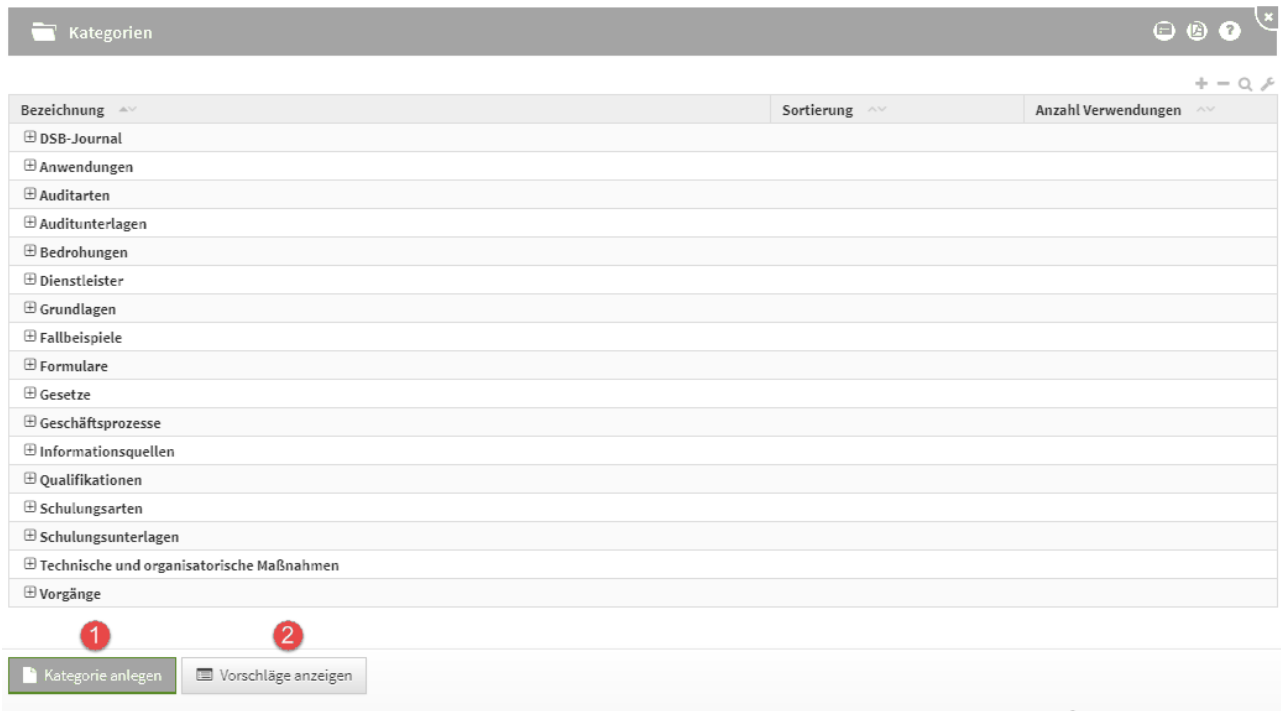 Kategorien
Bezeichnung Sortierung Anzahl Verwendungen
DSB-Journal
Anwendungen
Auditarten
Auditunterlagen
Bedrohungen
Dienstleister
Grundlagen
Fallbeispiele
Formulare
Gesetze
Geschäftsprozesse
Informationsquellen
Qualifikationen
Schulungsarten
Schulungsunterlagen
Technische und organisatorische Maßnahmen
Vorgänge
1 2
Kategorie anlegen Vorschläge anzeigen